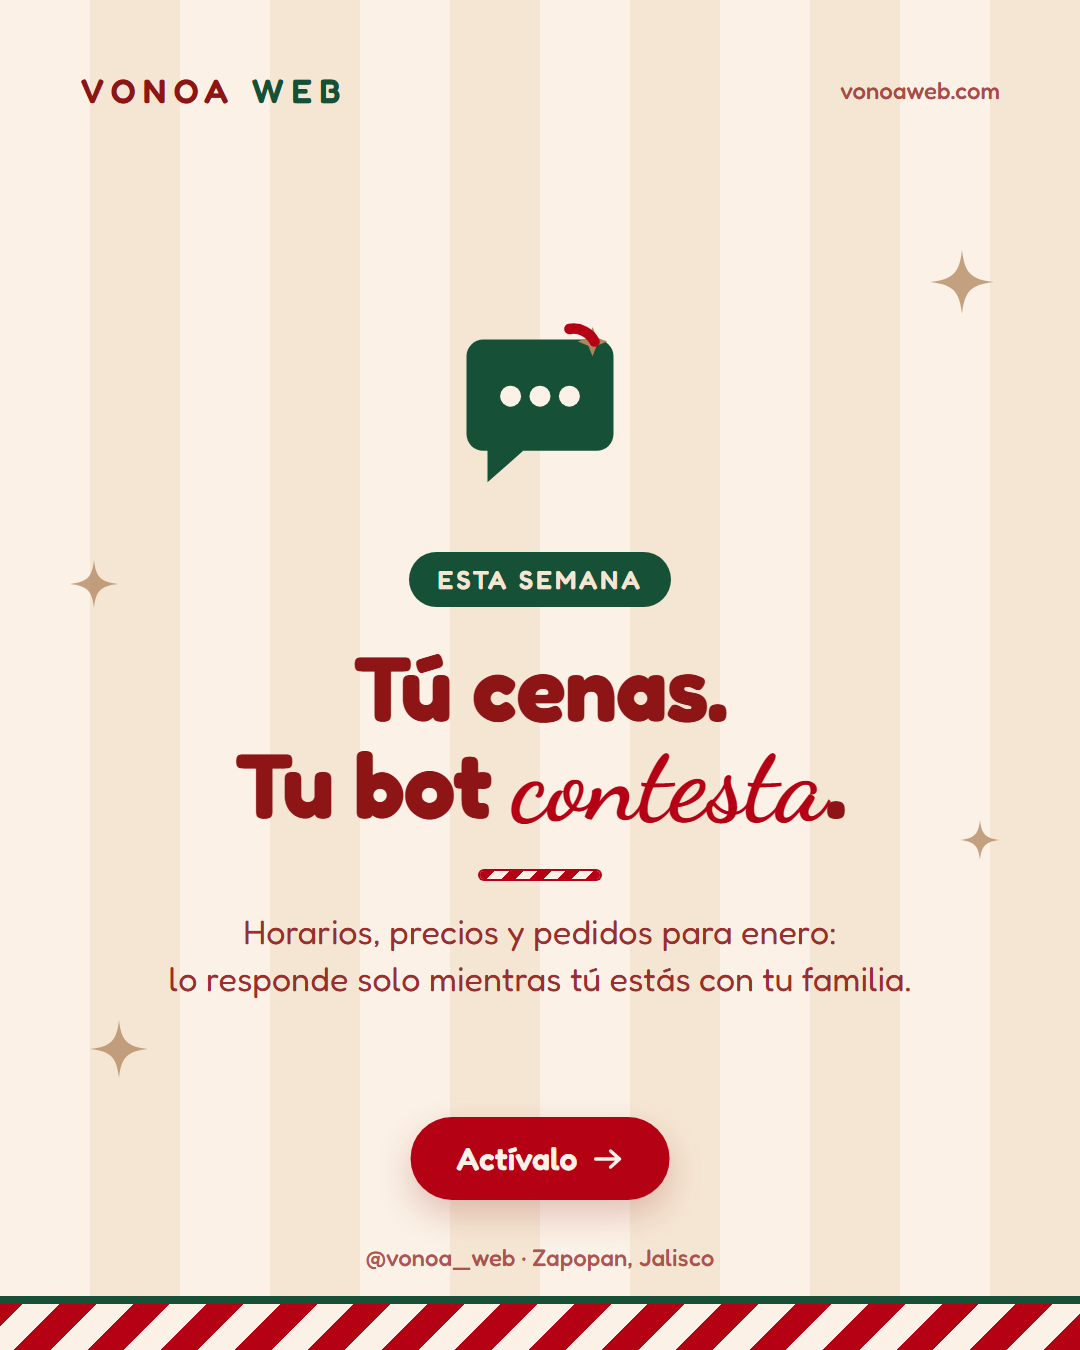 VONOA WEB
vonoaweb.com
ESTA SEMANA
Tú cenas.
Tu bot contesta.
Horarios, precios y pedidos para enero:
lo responde solo mientras tú estás con tu familia.
Actívalo →
@vonoa__web · Zapopan, Jalisco